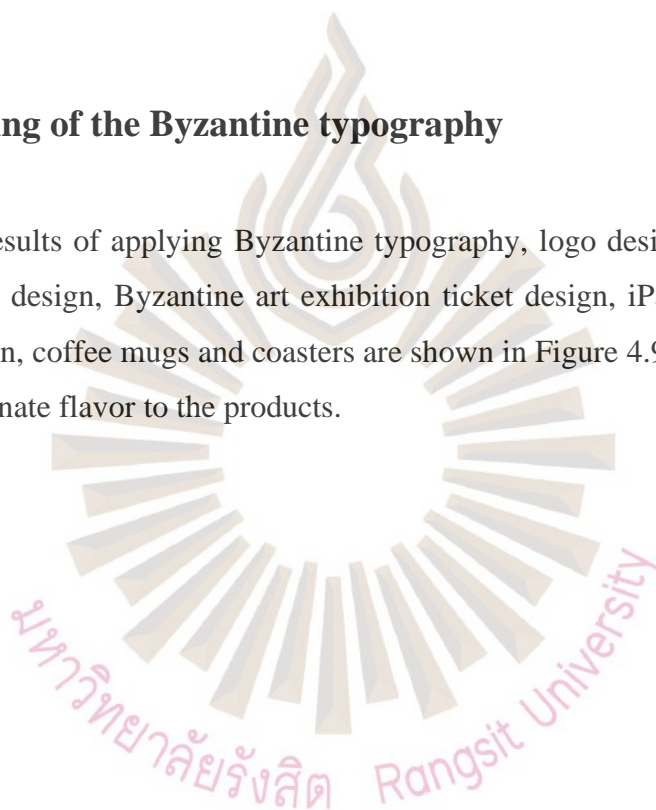 ng of the Byzantine typography
esults of applying Byzantine typography, logo desi
design, Byzantine art exhibition ticket design, iP
n, coffee mugs and coasters are shown in Figure 4.9
nate flavor to the products.
มหาวิทยาลัยรังสิต Rangsit University